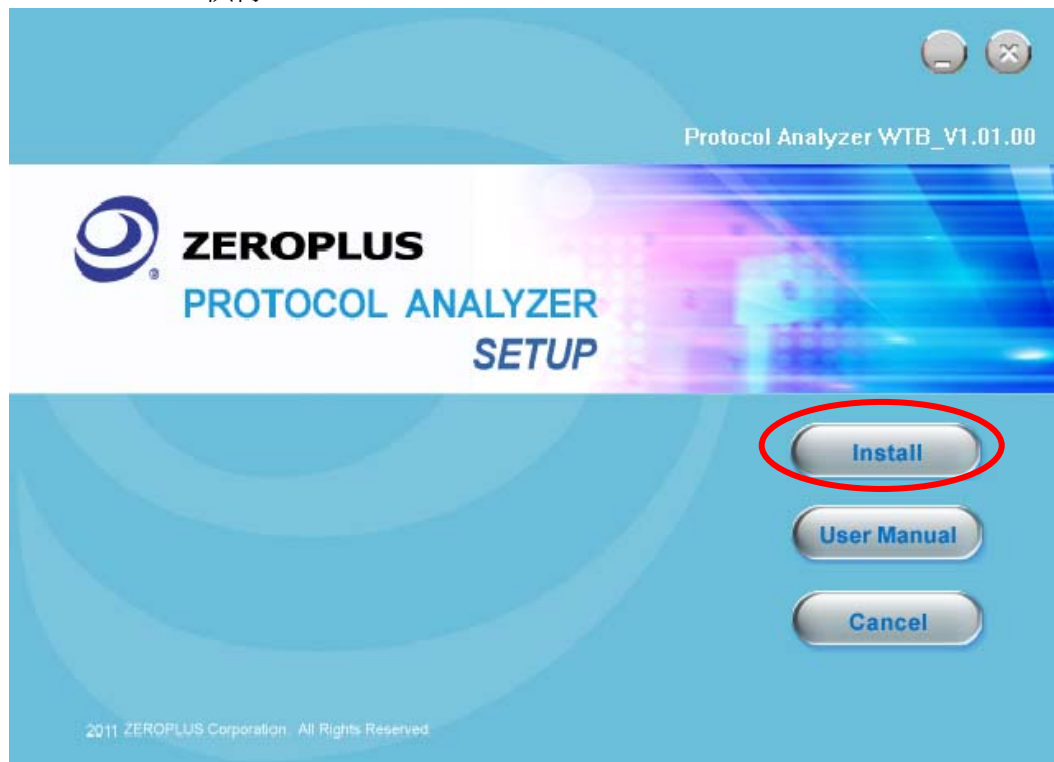 Protocol Analyzer WTB_V1.01.00
ZEROPLUS
PROTOCOL ANALYZER
SETUP
Install
User Manual
Cancel
2011 ZEROPLUS Corporation. All Rights Reserved.